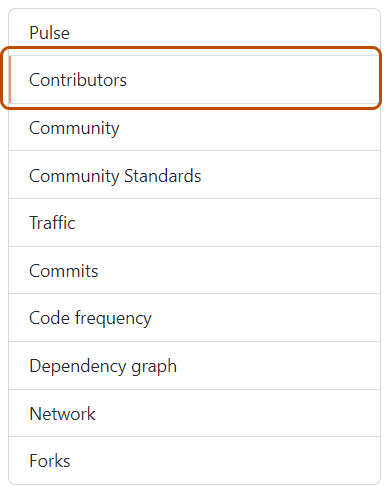 Pulse
Contributors
Community
Community Standards
Traffic
Commits
Code frequency
Dependency graph
Network
Forks